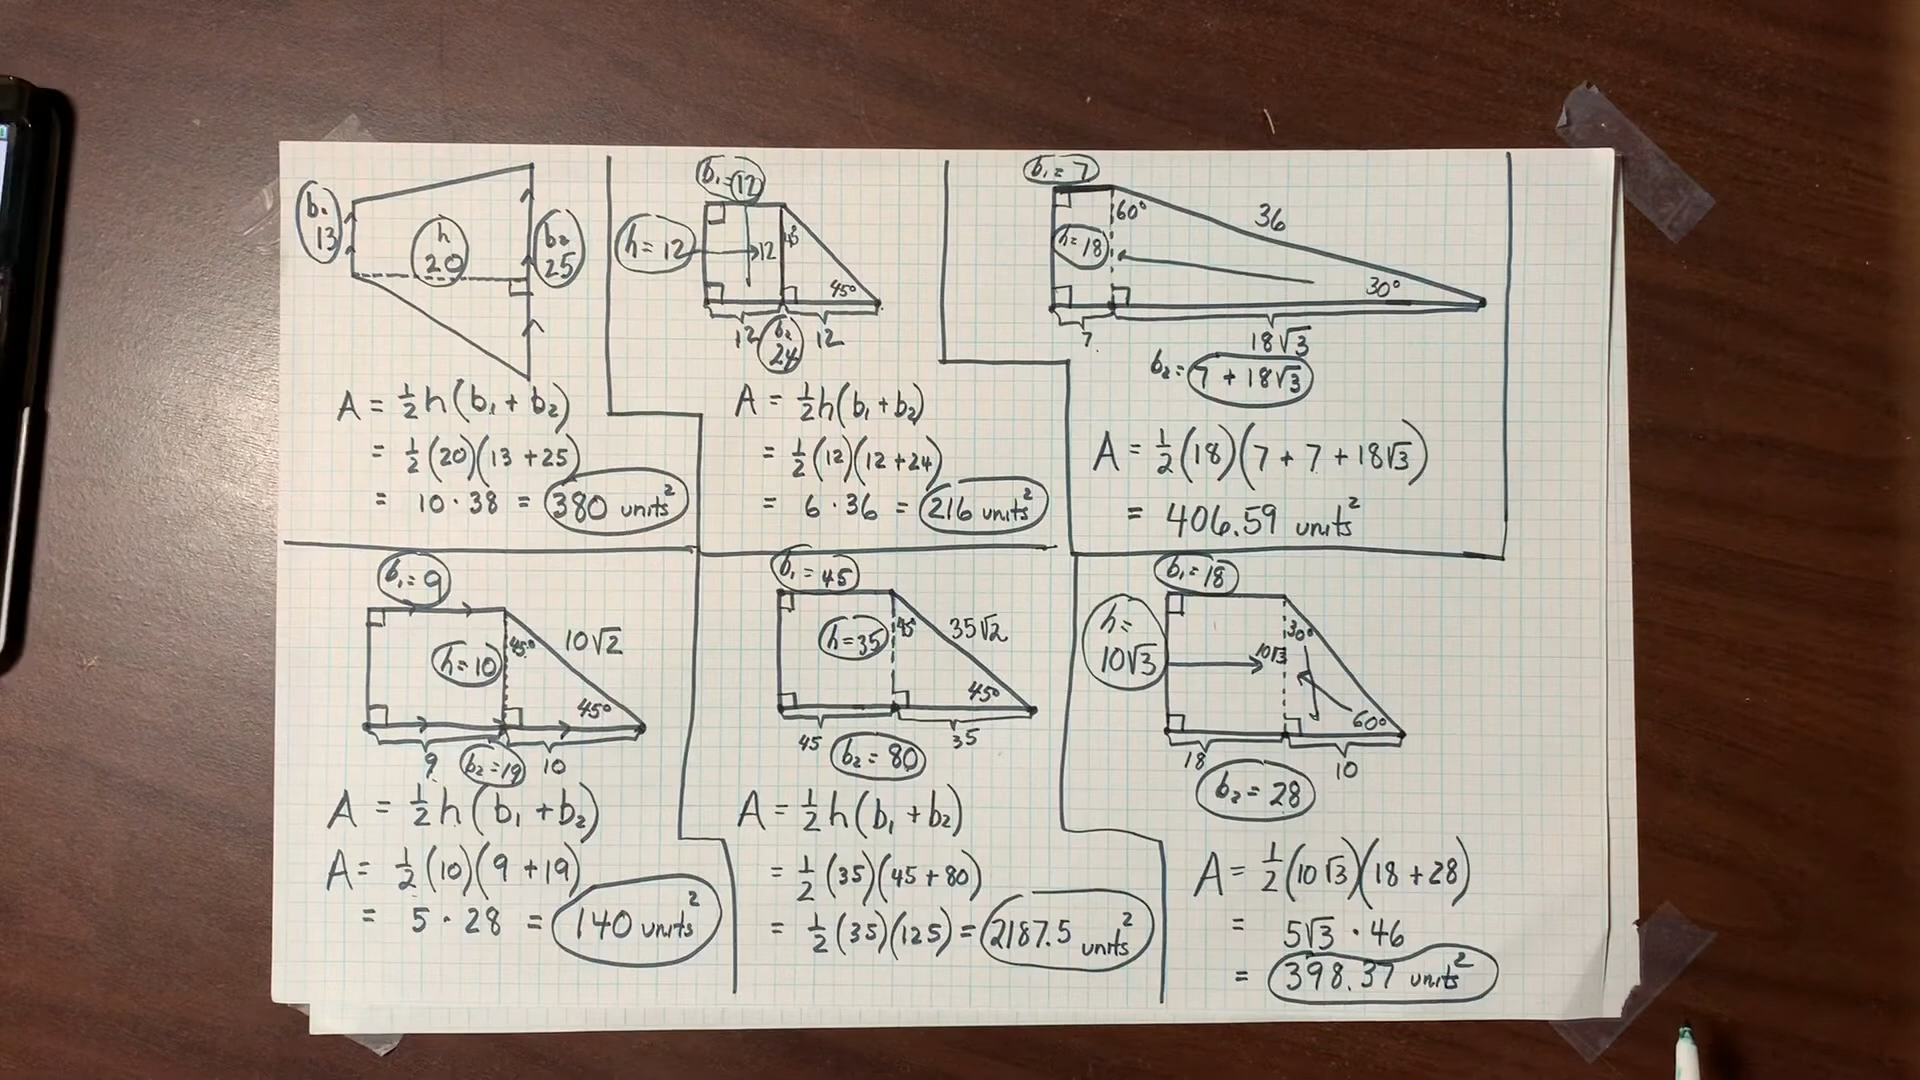 b₁ 13
h 20
b₂ 25
A = ½h(b₁ + b₂)
= ½(20)(13 + 25)
= 10 · 38 = 380 units²
b₁ = 12
h = 12
12
45°
45°
12
12
b₂ 24
A = ½h(b₁ + b₂)
= ½(12)(12 + 24)
= 6 · 36 = 216 units²
b₁ = 7
60°
36
h = 18
30°
7
18√3
b₂ = 7 + 18√3
A = ½(18)(7 + 7 + 18√3)
= 406.59 units²
b₁ = 9
45°
10√2
h = 10
45°
9
b₂ = 19
10
A = ½h(b₁ + b₂)
A = ½(10)(9 + 19)
= 5 · 28 = 140 units²
b₁ = 45
45°
35√2
h = 35
45°
45
35
b₂ = 80
A = ½h(b₁ + b₂)
= ½(35)(45 + 80)
= ½(35)(125) = 2187.5 units²
b₁ = 18
h = 10√3
30°
10√3
60°
18
10
b₂ = 28
A = ½(10√3)(18 + 28)
= 5√3 · 46
= 398.37 units²